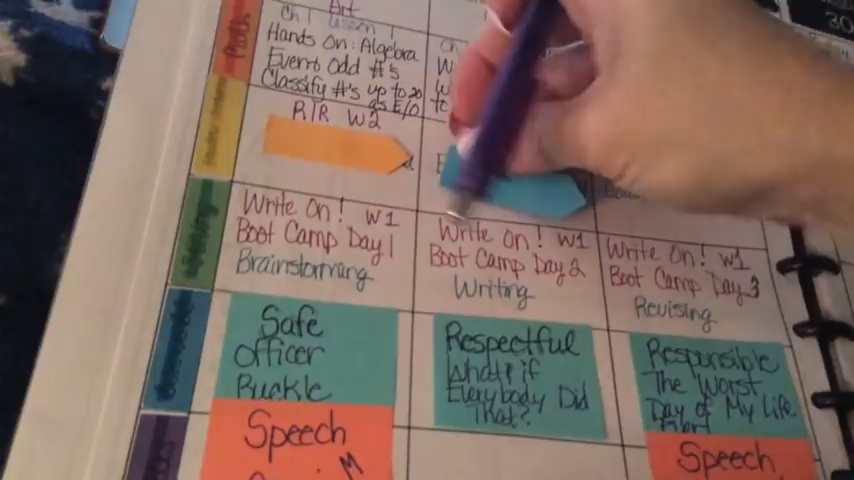 Math
Art
Ch 1 lesson
Hands On: Algebra
Even & Odd #'s
Classify #'s up to 20
as E/O
R/R W2
Writing
Write On! W1
Boot Camp Day 1
Brainstorming
Write On! W1
Boot Camp Day 2
Writing
Write On! W1
Boot Camp Day 3
Revising
Safe
officer
Buckle
Respectful
What if
Everybody Did
That?
Responsible
The Worst
Day of My Life
Speech
M
Speech
30